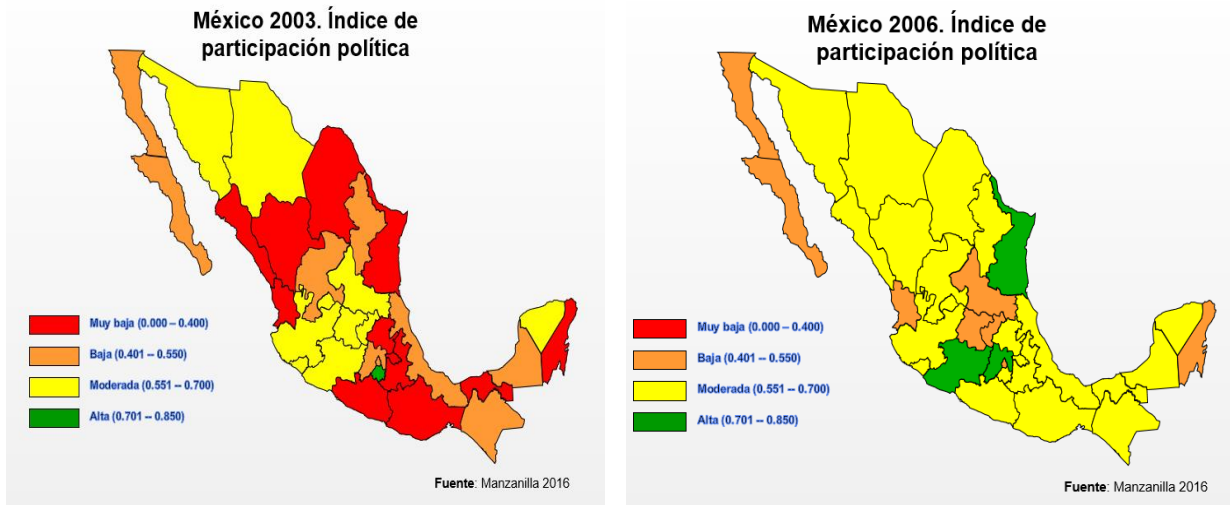 México 2003. Índice de
participación política
Muy baja (0.000 – 0.400)
Baja (0.401 – 0.550)
Moderada (0.551 – 0.700)
Alta (0.701 – 0.850)
Fuente: Manzanilla 2016
México 2006. Índice de
participación política
Muy baja (0.000 – 0.400)
Baja (0.401 – 0.550)
Moderada (0.551 – 0.700)
Alta (0.701 – 0.850)
Fuente: Manzanilla 2016